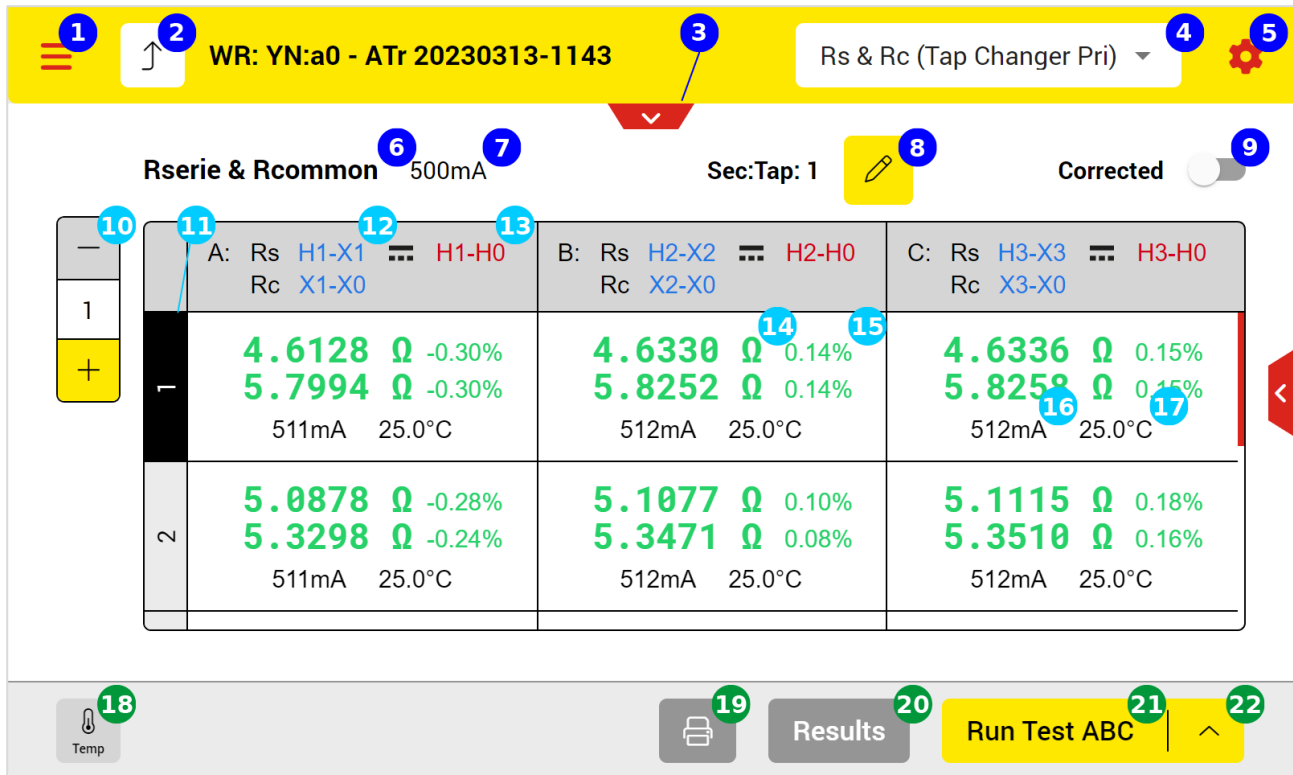 1 2 3 4 5
WR: YN:a0 - ATr 20230313-1143 Rs & Rc (Tap Changer Pri)
6 7 8 9
Rserie & Rcommon 500mA Sec:Tap: 1 Corrected
10 11 12 13
A: Rs H1-X1 H1-H0 B: Rs H2-X2 H2-H0 C: Rs H3-X3 H3-H0
Rc X1-X0 Rc X2-X0 Rc X3-X0
1
14 15
4.6128 Ω -0.30% 4.6330 Ω 0.14% 4.6336 Ω 0.15%
1 5.7994 Ω -0.30% 5.8252 Ω 0.14% 5.8258 Ω 0.15%
16 17
511mA 25.0°C 512mA 25.0°C 512mA 25.0°C
5.0878 Ω -0.28% 5.1077 Ω 0.10% 5.1115 Ω 0.18%
2 5.3298 Ω -0.24% 5.3471 Ω 0.08% 5.3510 Ω 0.16%
511mA 25.0°C 512mA 25.0°C 512mA 25.0°C
18 19 20 21 22
Temp Results Run Test ABC